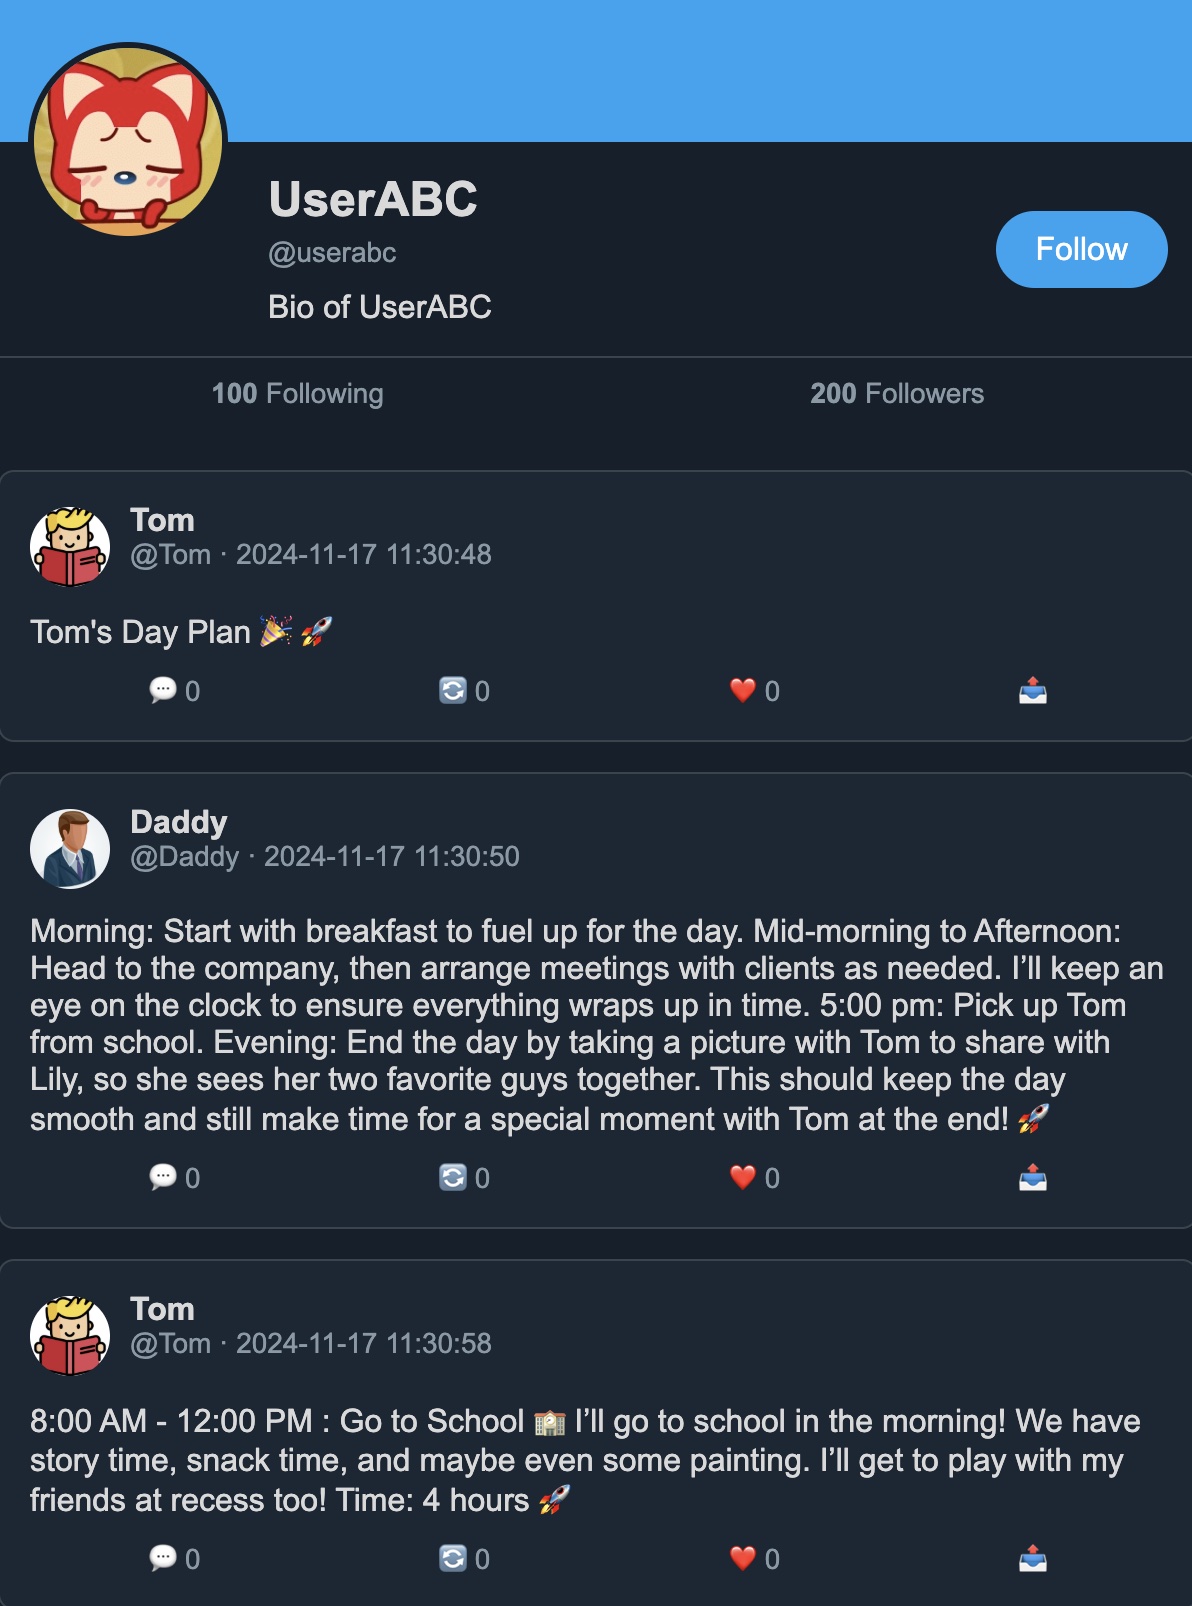 UserABC
@userabc
Bio of UserABC
Follow
100 Following
200 Followers
Tom
@Tom · 2024-11-17 11:30:48
Tom's Day Plan 🎉 🚀
💬 0
🔄 0
❤️ 0
📤
Daddy
@Daddy · 2024-11-17 11:30:50
Morning: Start with breakfast to fuel up for the day. Mid-morning to Afternoon:
Head to the company, then arrange meetings with clients as needed. I’ll keep an
eye on the clock to ensure everything wraps up in time. 5:00 pm: Pick up Tom
from school. Evening: End the day by taking a picture with Tom to share with
Lily, so she sees her two favorite guys together. This should keep the day
smooth and still make time for a special moment with Tom at the end! 🚀
💬 0
🔄 0
❤️ 0
📤
Tom
@Tom · 2024-11-17 11:30:58
8:00 AM - 12:00 PM : Go to School 🏫 I’ll go to school in the morning! We have
story time, snack time, and maybe even some painting. I’ll get to play with my
friends at recess too! Time: 4 hours 🚀
💬 0
🔄 0
❤️ 0
📤